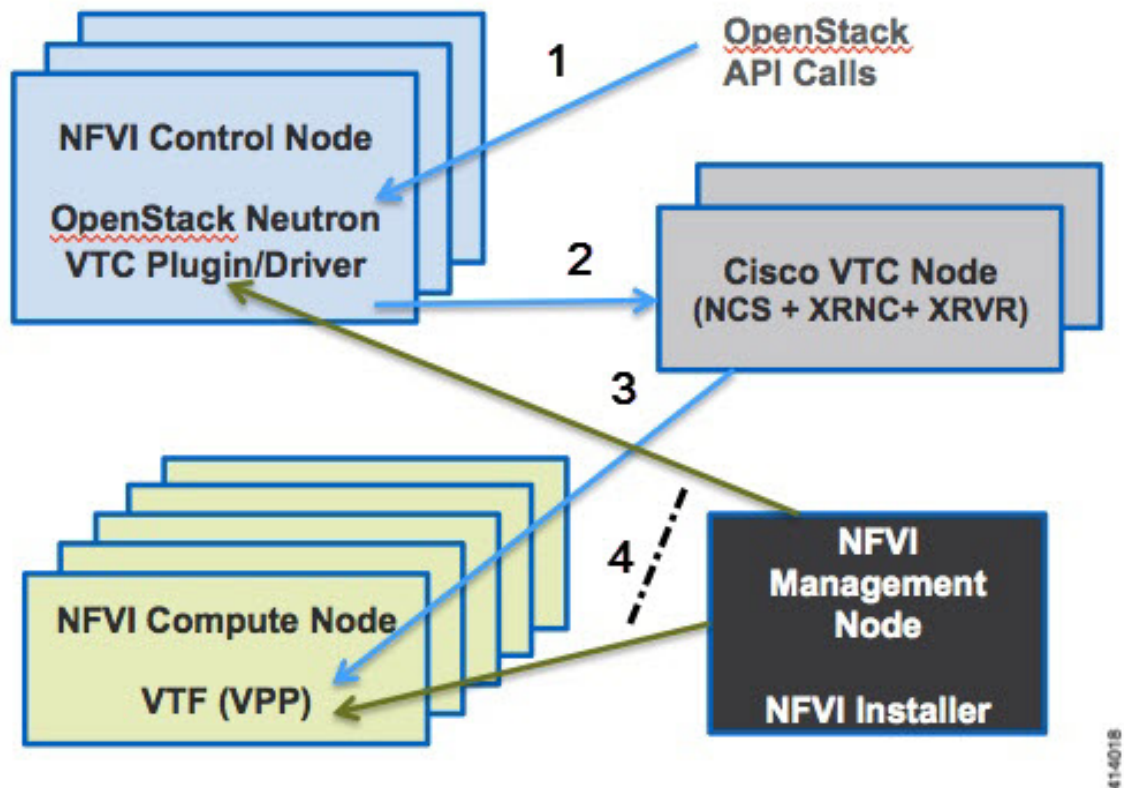 1
OpenStack
API Calls
NFVI Control Node
OpenStack Neutron
VTC Plugin/Driver
2
Cisco VTC Node
(NCS + XRNC+ XRVR)
3
4
NFVI
Management
Node
NFVI Installer
NFVI Compute Node
VTF (VPP)
414018